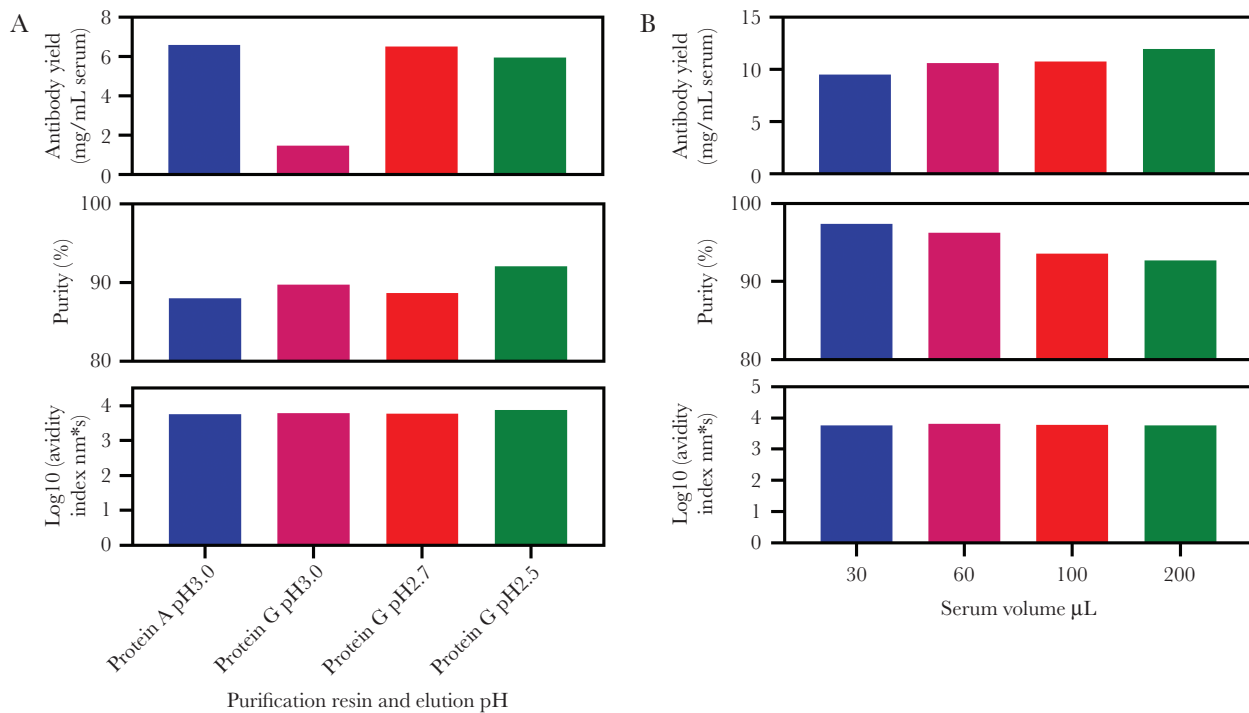 A
Antibody yield
(mg/mL serum)
8
6
4
2
0
Purity (%)
100
90
80
Log10 (avidity
index nm*s)
4
3
2
1
0
Protein A pH3.0
Protein G pH3.0
Protein G pH2.7
Protein G pH2.5
Purification resin and elution pH
B
Antibody yield
(mg/mL serum)
15
10
5
0
Purity (%)
100
90
80
Log10 (avidity
index nm*s)
5
4
3
2
1
0
30
60
100
200
Serum volume µL